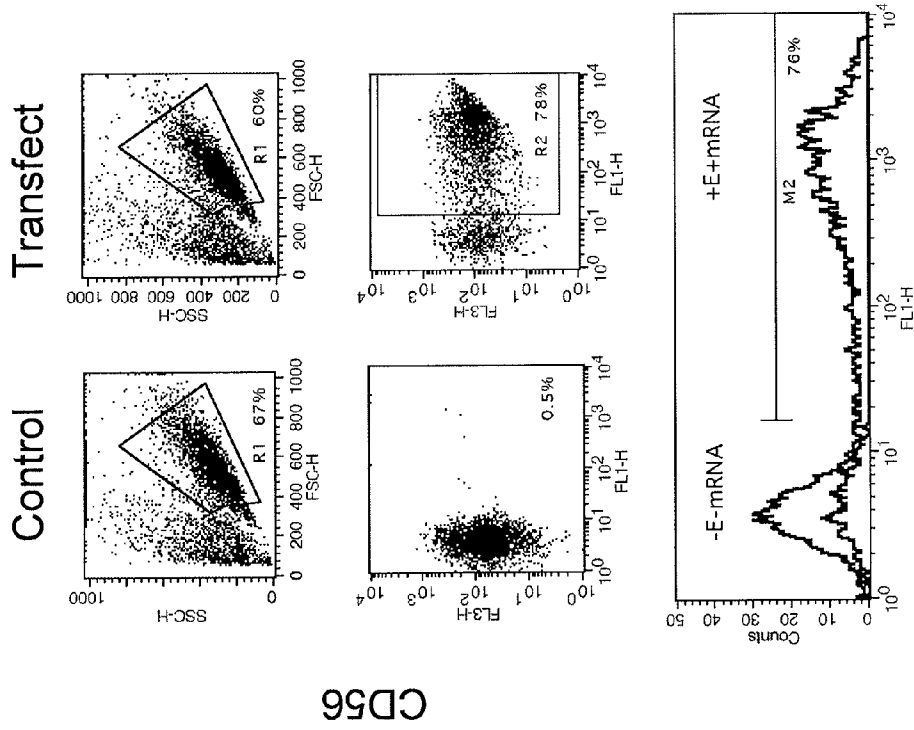 Control
Transfect
1000
SSC-H
0
R1 67%
0 200 400 600 800 1000
FSC-H
1000
800
600
400
200
0
SSC-H
R1 60%
0 200 400 600 800 1000
FSC-H
CD56
10^4
10^3
10^2
10^1
10^0
FL3-H
0.5%
10^0 10^1 10^2 10^3 10^4
FL1-H
10^4
10^3
10^2
10^1
10^0
FL3-H
R2 78%
10^0 10^1 10^2 10^3 10^4
FL1-H
50
40
30
20
10
0
Counts
-E-mRNA
+E+mRNA
M2
76%
10^0 10^1 10^2 10^3 10^4
FL1-H